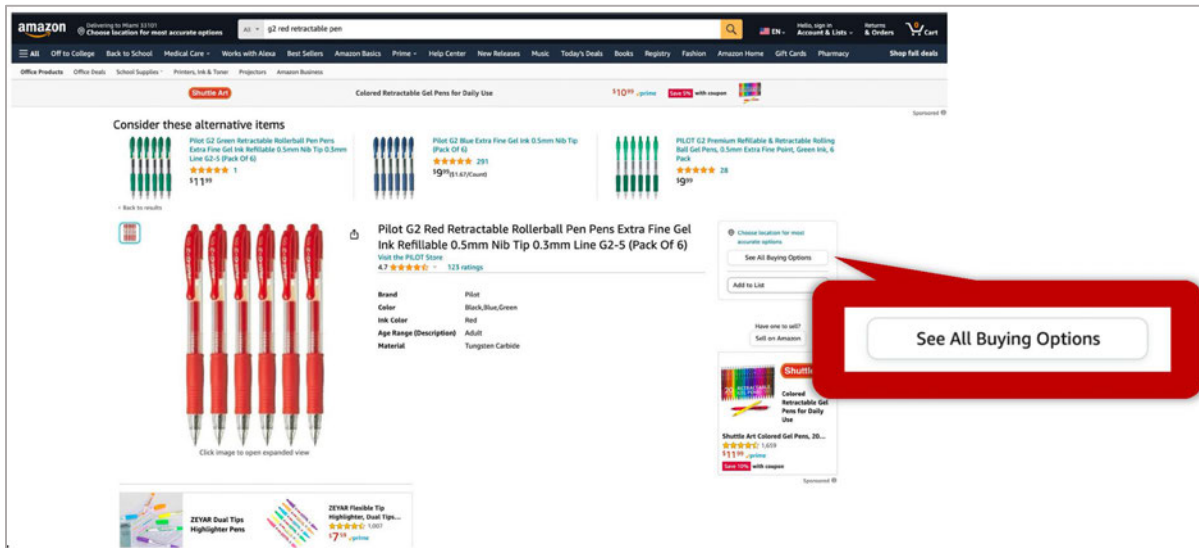 amazon
Delivering to Miami 33101
Choose location for most accurate options
All
g2 red retractable pen
EN
Hello, sign in
Account & Lists
Returns
& Orders
0
Cart
All
Off to College
Back to School
Medical Care
Works with Alexa
Best Sellers
Amazon Basics
Prime
Help Center
New Releases
Music
Today's Deals
Books
Registry
Fashion
Amazon Home
Gift Cards
Pharmacy
Shop fall deals
Office Products
Office Deals
School Supplies
Printers, Ink & Toner
Projectors
Amazon Business
Shuttle Art
Colored Retractable Gel Pens for Daily Use
$1099 prime
Save 5% with coupon
Sponsored
Consider these alternative items
Pilot G2 Green Retractable Rollerball Pen Pens
Extra Fine Gel Ink Refillable 0.5mm Nib Tip 0.3mm
Line G2-5 (Pack Of 6)
1
$1199
Pilot G2 Blue Extra Fine Gel Ink 0.5mm Nib Tip
(Pack Of 6)
291
$999($1.67/Count)
PILOT G2 Premium Refillable & Retractable Rolling
Ball Gel Pens, 0.5mm Extra Fine Point, Green Ink, 6
Pack
28
$999
‹ Back to results
Pilot G2 Red Retractable Rollerball Pen Pens Extra Fine Gel
Ink Refillable 0.5mm Nib Tip 0.3mm Line G2-5 (Pack Of 6)
Visit the PILOT Store
4.7
123 ratings
Brand Pilot
Color Black,Blue,Green
Ink Color Red
Age Range (Description) Adult
Material Tungsten Carbide
Click image to open expanded view
Choose location for most
accurate options
See All Buying Options
Add to List
Have one to sell?
Sell on Amazon
See All Buying Options
20 RETRACTABLE
Shuttle
Colored
Retractable Gel
Pens for Daily
Use
Shuttle Art Colored Gel Pens, 20...
1,659
$1199 prime
Save 10% with coupon
Sponsored
ZEYAR Dual Tips
Highlighter Pens
ZEYAR Flexible Tip
Highlighter, Dual Tips...
1,007
$759 prime